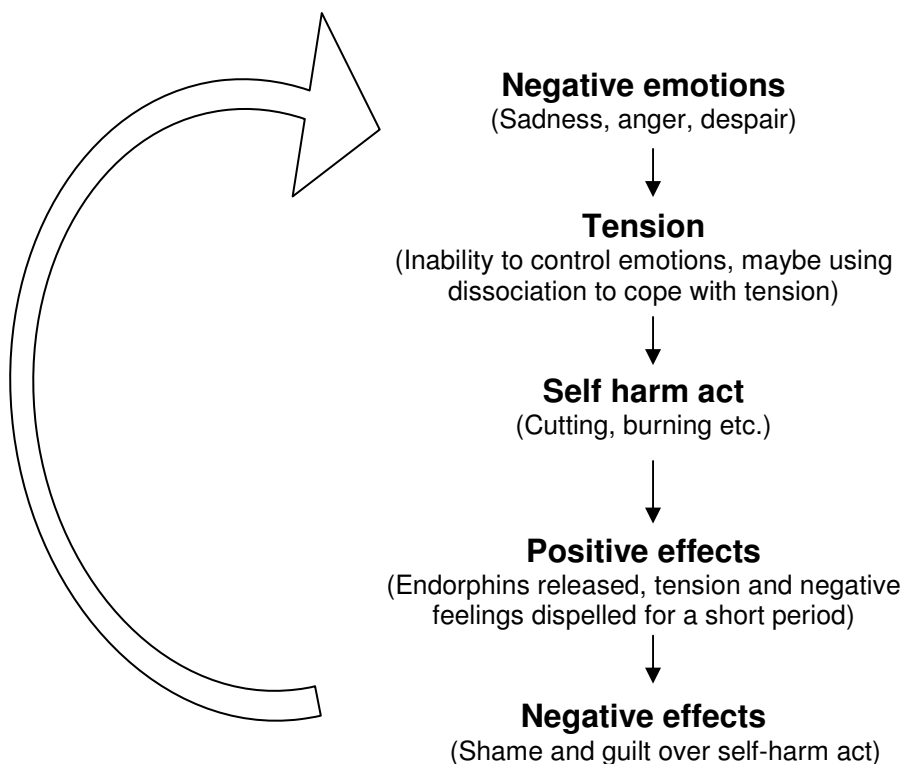 Negative emotions
(Sadness, anger, despair)
Tension
(Inability to control emotions, maybe using
dissociation to cope with tension)
Self harm act
(Cutting, burning etc.)
Positive effects
(Endorphins released, tension and negative
feelings dispelled for a short period)
Negative effects
(Shame and guilt over self-harm act)